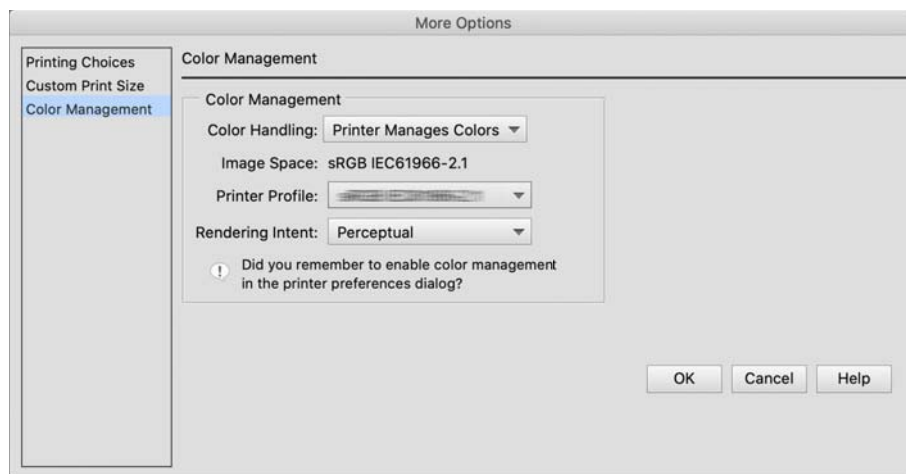 More Options
Printing Choices
Custom Print Size
Color Management
Color Management
Color Management
Color Handling: Printer Manages Colors
Image Space: sRGB IEC61966-2.1
Printer Profile:
Rendering Intent: Perceptual
! Did you remember to enable color management
in the printer preferences dialog?
OK Cancel Help